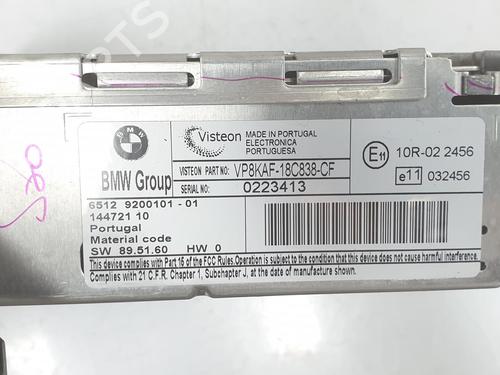 BMW
BMW Group
Visteon
MADE IN PORTUGAL
ELECTRONICA
PORTUGUESA
VISTEON PART NO: VP8KAF-18C838-CF
SERIAL NO: 0223413
E11 10R-02 2456
e11 032456
6512 9200101 - 01
144721 10
Portugal
Material code
SW 89.51.60 HW 0
This device complies with Part 15 of the FCC Rules.Operation is subject to the condition that this device does not cause harmful interference.
Complies with 21 C.F.R. Chapter 1, Subchapter J, at the date of manufacture shown.